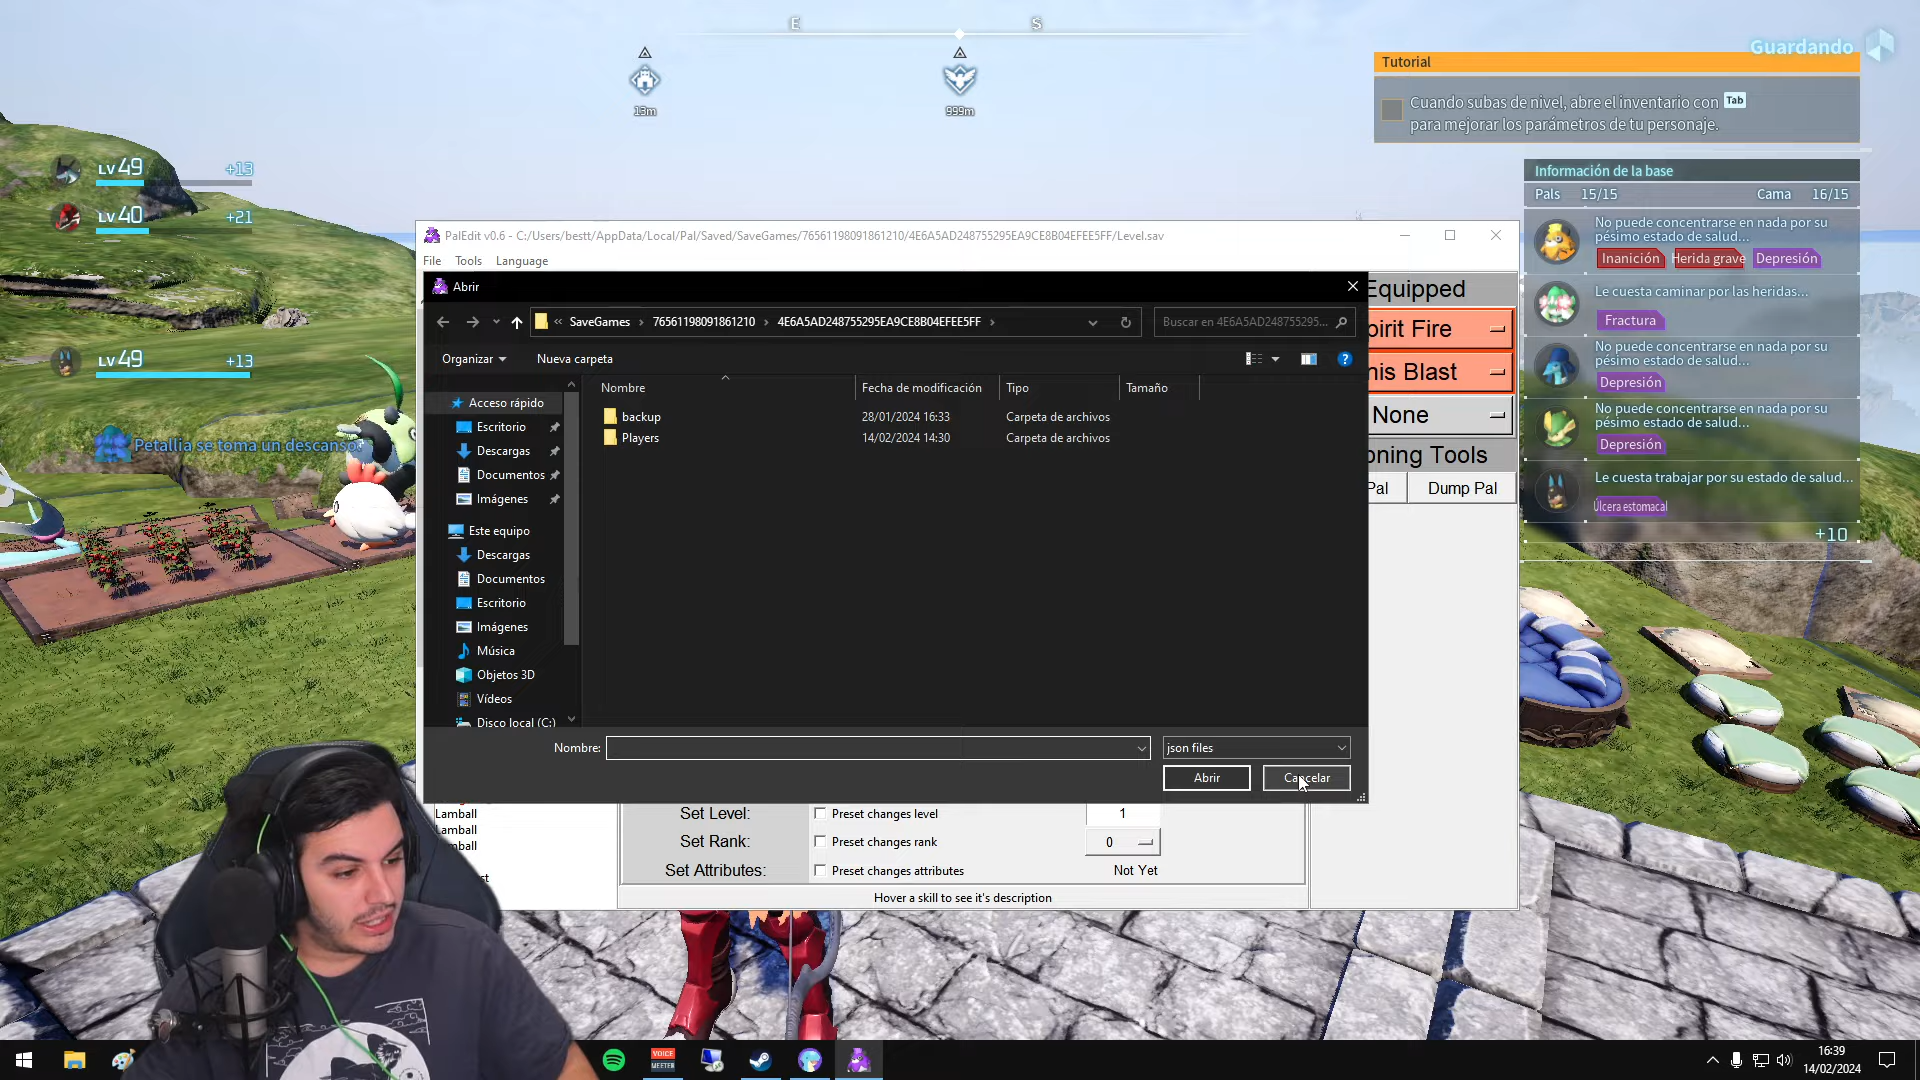 E
S
Guardando
Tutorial
Cuando subas de nivel, abre el inventario con Tab
para mejorar los parámetros de tu personaje.
13m
999m
LV 49
+13
LV 40
+21
LV 49
+13
Petallia se toma un descanso.
Información de la base
Pals 15/15
Cama 16/15
No puede concentrarse en nada por su
pésimo estado de salud...
Inanición Herida grave Depresión
Le cuesta caminar por las heridas...
Fractura
No puede concentrarse en nada por su
pésimo estado de salud...
Depresión
No puede concentrarse en nada por su
pésimo estado de salud...
Depresión
Le cuesta trabajar por su estado de salud...
Úlcera estomacal
+10
PalEdit v0.6 - C:/Users/bestt/AppData/Local/Pal/Saved/SaveGames/76561198091861210/4E6A5AD248755295EA9CE8B04EFEE5FF/Level.sav
File Tools Language
Abrir
« SaveGames › 76561198091861210 › 4E6A5AD248755295EA9CE8B04EFEE5FF ›
Buscar en 4E6A5AD248755295...
Organizar
Nueva carpeta
Nombre
Fecha de modificación
Tipo
Tamaño
backup 28/01/2024 16:33 Carpeta de archivos
Players 14/02/2024 14:30 Carpeta de archivos
Acceso rápido
Escritorio
Descargas
Documentos
Imágenes
Este equipo
Descargas
Documentos
Escritorio
Imágenes
Música
Objetos 3D
Vídeos
Disco local (C:)
Nombre:
json files
Abrir
Cancelar
Equipped
pirit Fire
nis Blast
None
oning Tools
Pal
Dump Pal
Lamball
Lamball
mball
st
Set Level:
Preset changes level
1
Set Rank:
Preset changes rank
0
Set Attributes:
Preset changes attributes
Not Yet
Hover a skill to see it's description
VOICE
MEETER
16:39
14/02/2024